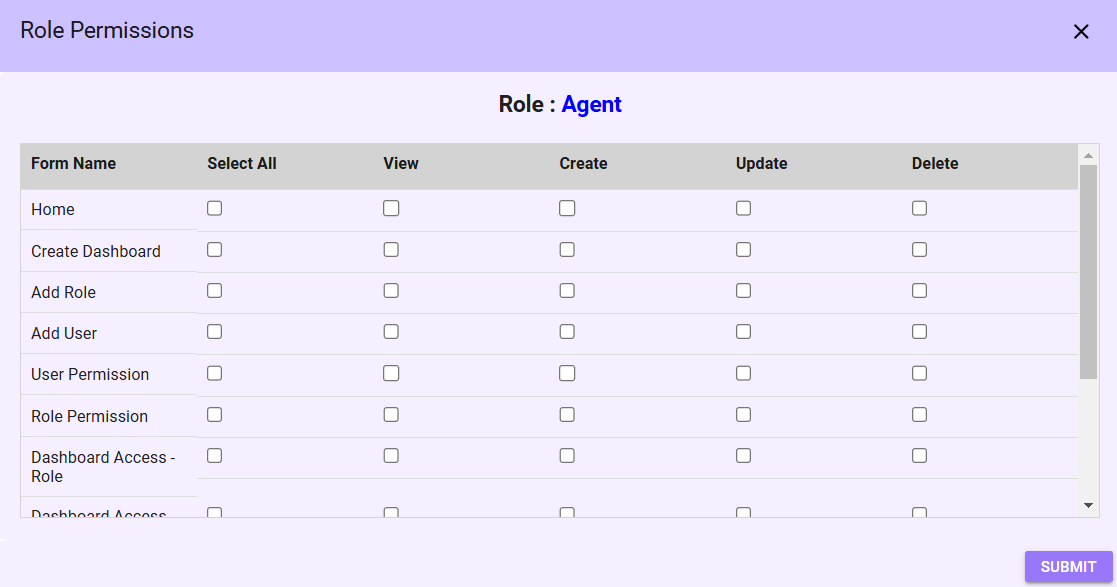 Role Permissions
Role : Agent
Form Name Select All View Create Update Delete
Home
Create Dashboard
Add Role
Add User
User Permission
Role Permission
Dashboard Access -
Role
Dashboard Access
SUBMIT